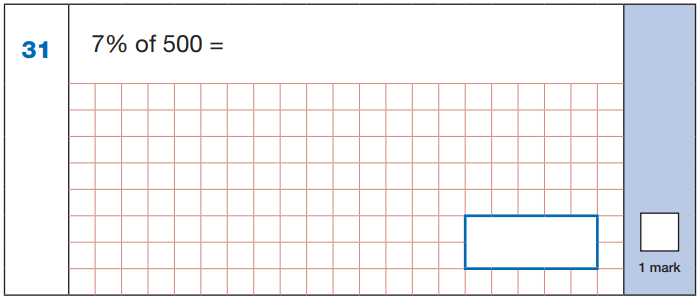 31
7% of 500 =
1 mark